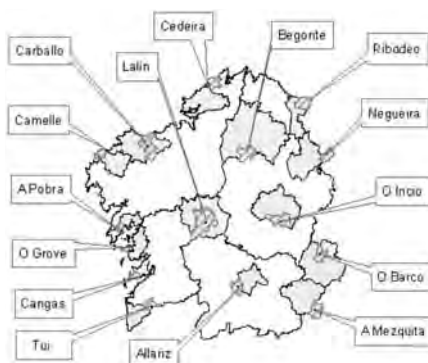 Cedeira
Carballo
Begonte
Ribadeo
Lalín
Camelle
Negueira
A Pobra
O Incio
O Grove
O Barco
Cangas
Tui
Allariz
A Mezquita